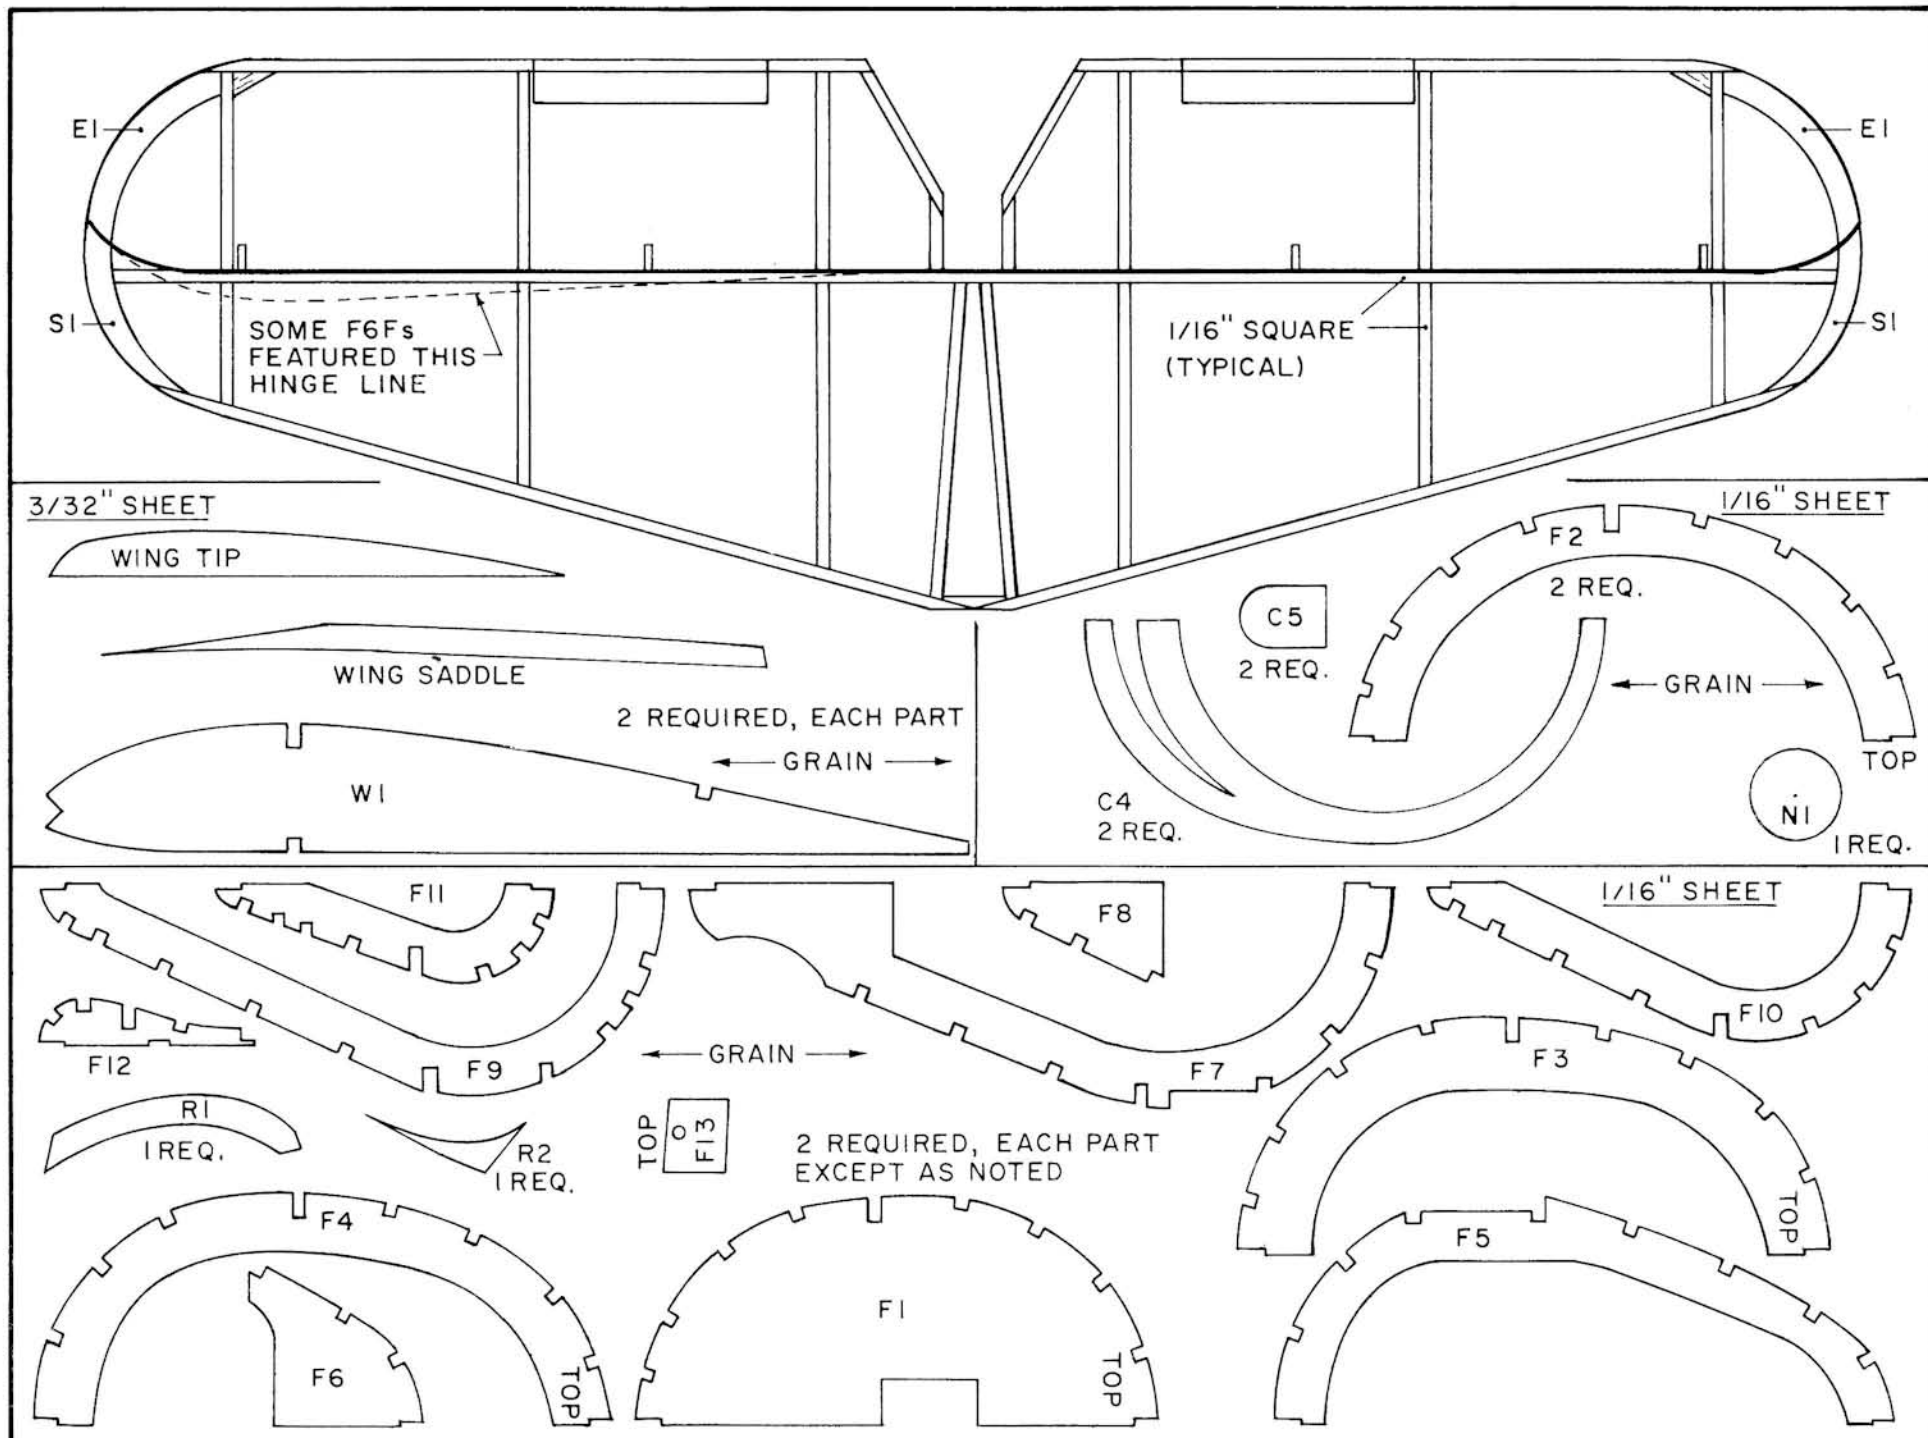 E1
E1
S1
SOME F6Fs
FEATURED THIS
HINGE LINE
1/16" SQUARE
(TYPICAL)
S1
3/32" SHEET
WING TIP
WING SADDLE
2 REQUIRED, EACH PART
GRAIN
W1
1/16" SHEET
F2
2 REQ.
C5
2 REQ.
GRAIN
TOP
C4
2 REQ.
N1
1 REQ.
F11
F8
1/16" SHEET
F10
F12
F9
GRAIN
F7
F3
TOP
R1
1 REQ.
R2
1 REQ.
TOP
F13
2 REQUIRED, EACH PART
EXCEPT AS NOTED
F4
TOP
F6
F1
TOP
F5